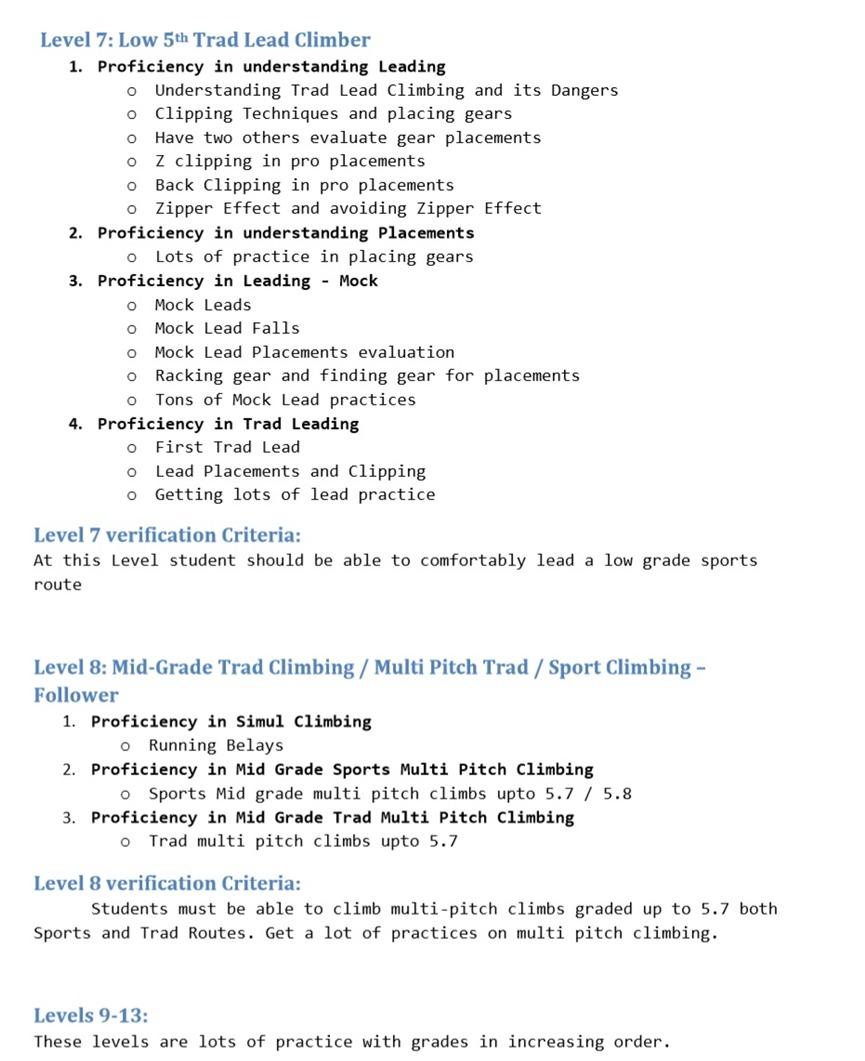 Level 7: Low 5th Trad Lead Climber
1. Proficiency in understanding Leading
o Understanding Trad Lead Climbing and its Dangers
o Clipping Techniques and placing gears
o Have two others evaluate gear placements
o Z clipping in pro placements
o Back Clipping in pro placements
o Zipper Effect and avoiding Zipper Effect
2. Proficiency in understanding Placements
o Lots of practice in placing gears
3. Proficiency in Leading - Mock
o Mock Leads
o Mock Lead Falls
o Mock Lead Placements evaluation
o Racking gear and finding gear for placements
o Tons of Mock Lead practices
4. Proficiency in Trad Leading
o First Trad Lead
o Lead Placements and Clipping
o Getting lots of lead practice
Level 7 verification Criteria:
At this Level student should be able to comfortably lead a low grade sports
route
Level 8: Mid-Grade Trad Climbing / Multi Pitch Trad / Sport Climbing –
Follower
1. Proficiency in Simul Climbing
o Running Belays
2. Proficiency in Mid Grade Sports Multi Pitch Climbing
o Sports Mid grade multi pitch climbs upto 5.7 / 5.8
3. Proficiency in Mid Grade Trad Multi Pitch Climbing
o Trad multi pitch climbs upto 5.7
Level 8 verification Criteria:
Students must be able to climb multi-pitch climbs graded up to 5.7 both
Sports and Trad Routes. Get a lot of practices on multi pitch climbing.
Levels 9-13:
These levels are lots of practice with grades in increasing order.